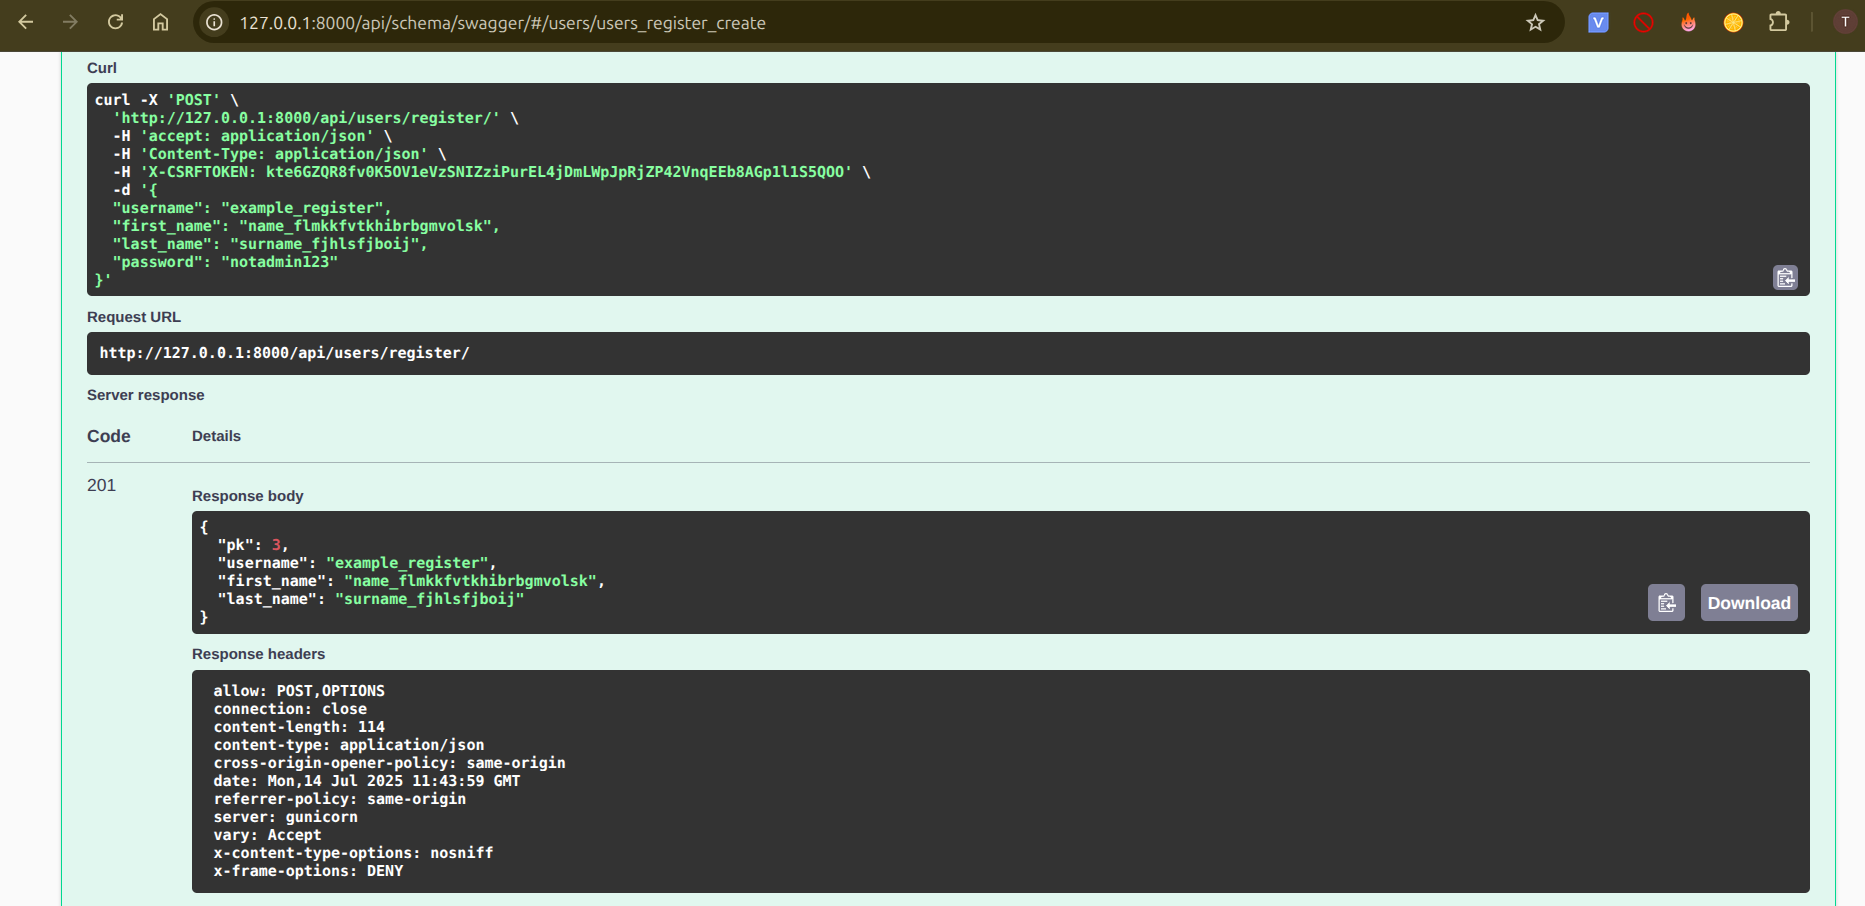 127.0.0.1:8000/api/schema/swagger/#/users/users_register_create
V
T
Curl
curl -X 'POST' \
'http://127.0.0.1:8000/api/users/register/' \
-H 'accept: application/json' \
-H 'Content-Type: application/json' \
-H 'X-CSRFTOKEN: kte6GZQR8fv0K5OV1eVzSNIZziPurEL4jDmLWpJpRjZP42VnqEEb8AGp1l1S5QOO' \
-d '{
"username": "example_register",
"first_name": "name_flmkkfvtkhibrbgmvolsk",
"last_name": "surname_fjhlsfjboij",
"password": "notadmin123"
}'
Request URL
http://127.0.0.1:8000/api/users/register/
Server response
Code Details
201
Response body
{
"pk": 3,
"username": "example_register",
"first_name": "name_flmkkfvtkhibrbgmvolsk",
"last_name": "surname_fjhlsfjboij"
}
Download
Response headers
allow: POST,OPTIONS
connection: close
content-length: 114
content-type: application/json
cross-origin-opener-policy: same-origin
date: Mon,14 Jul 2025 11:43:59 GMT
referrer-policy: same-origin
server: gunicorn
vary: Accept
x-content-type-options: nosniff
x-frame-options: DENY